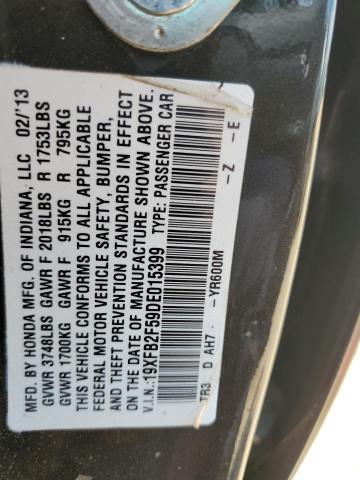 MFD. BY HONDA MFG. OF INDIANA, LLC 02/'13
GVWR 3748LBS GAWR F 2018LBS R 1753LBS
GVWR 1700KG GAWR F 915KG R 795KG
THIS VEHICLE CONFORMS TO ALL APPLICABLE
FEDERAL MOTOR VEHICLE SAFETY, BUMPER,
AND THEFT PREVENTION STANDARDS IN EFFECT
ON THE DATE OF MANUFACTURE SHOWN ABOVE.
V.I.N.: 19XFB2F59DE015399 TYPE: PASSENGER CAR
TR3 D AH7 - YR600M - Z - E